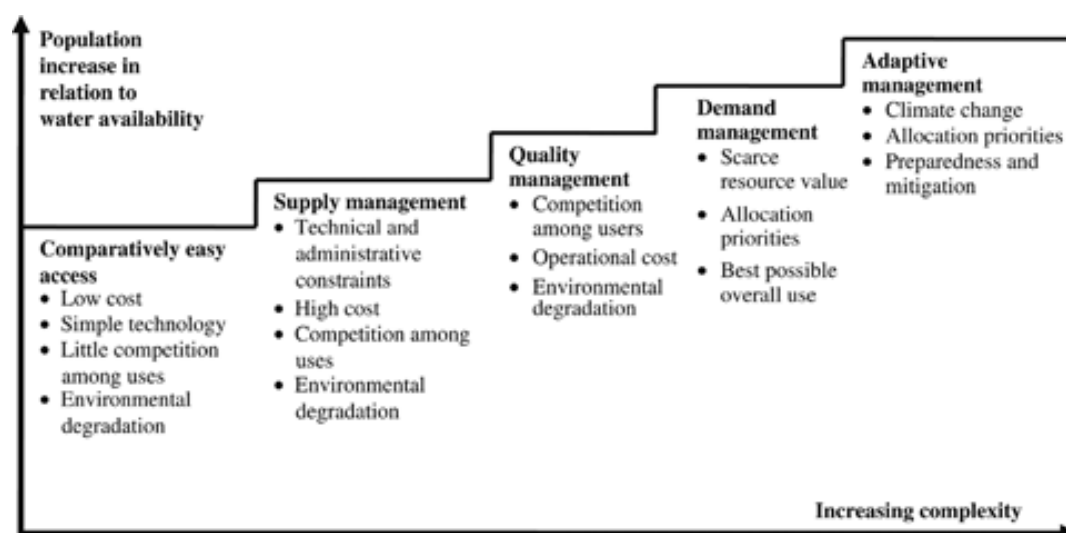 Population
increase in
relation to
water availability
Comparatively easy
access
• Low cost
• Simple technology
• Little competition
among uses
• Environmental
degradation
Supply management
• Technical and
administrative
constraints
• High cost
• Competition among
uses
• Environmental
degradation
Quality
management
• Competition
among users
• Operational cost
• Environmental
degradation
Demand
management
• Scarce
resource value
• Allocation
priorities
• Best possible
overall use
Adaptive
management
• Climate change
• Allocation priorities
• Preparedness and
mitigation
Increasing complexity